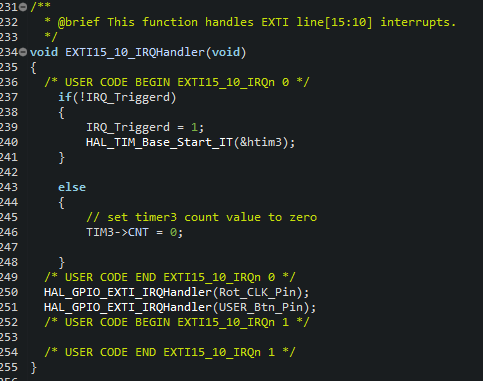 231 /**
232   * @brief This function handles EXTI line[15:10] interrupts.
233   */
234 void EXTI15_10_IRQHandler(void)
235 {
236   /* USER CODE BEGIN EXTI15_10_IRQn 0 */
237     if(!IRQ_Triggerd)
238     {
239         IRQ_Triggerd = 1;
240         HAL_TIM_Base_Start_IT(&htim3);
241     }
242
243     else
244     {
245         // set timer3 count value to zero
246         TIM3->CNT = 0;
247
248     }
249   /* USER CODE END EXTI15_10_IRQn 0 */
250   HAL_GPIO_EXTI_IRQHandler(Rot_CLK_Pin);
251   HAL_GPIO_EXTI_IRQHandler(USER_Btn_Pin);
252   /* USER CODE BEGIN EXTI15_10_IRQn 1 */
253
254   /* USER CODE END EXTI15_10_IRQn 1 */
255 }